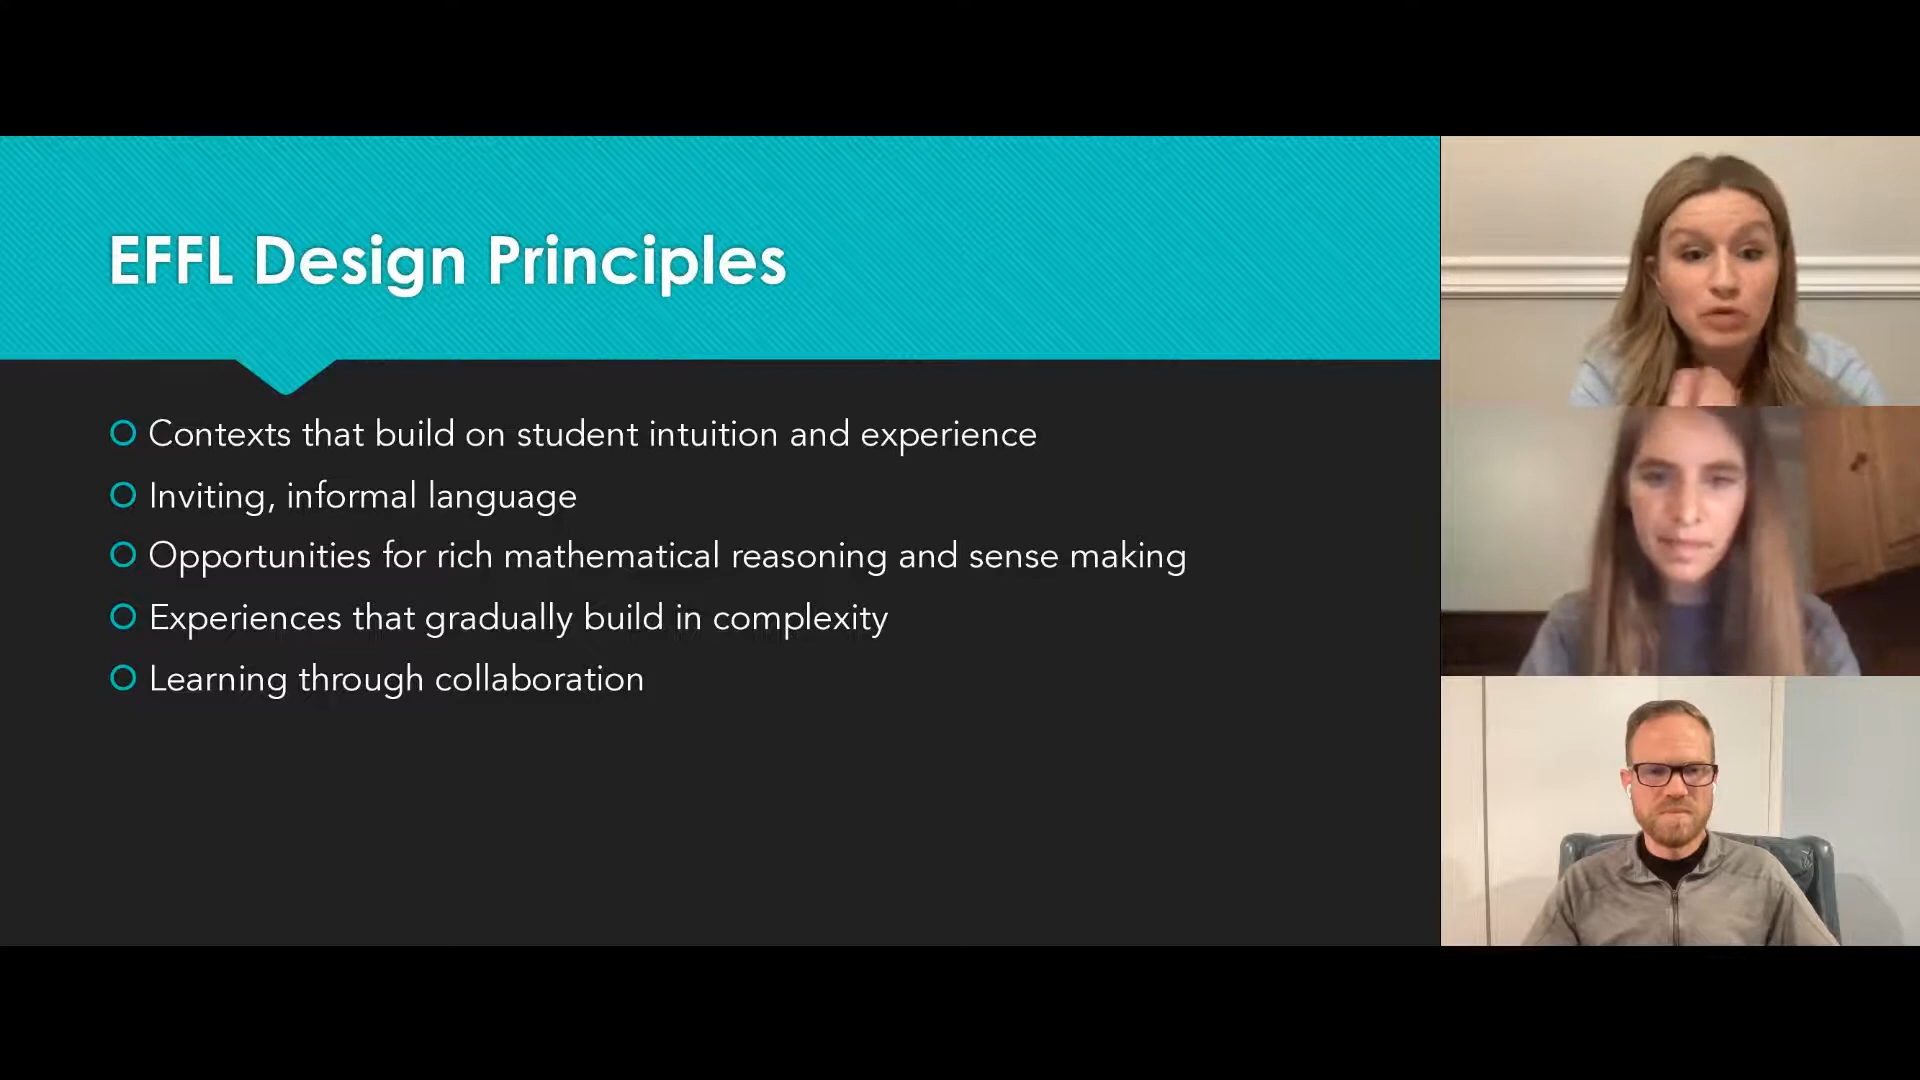 EFFL Design Principles
Contexts that build on student intuition and experience
Inviting, informal language
Opportunities for rich mathematical reasoning and sense making
Experiences that gradually build in complexity
Learning through collaboration